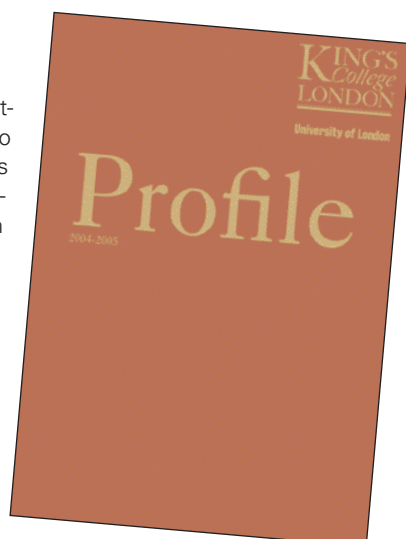 t-
o
s
-
n
KING'S
College
LONDON
University of London
Profile
2004-2005